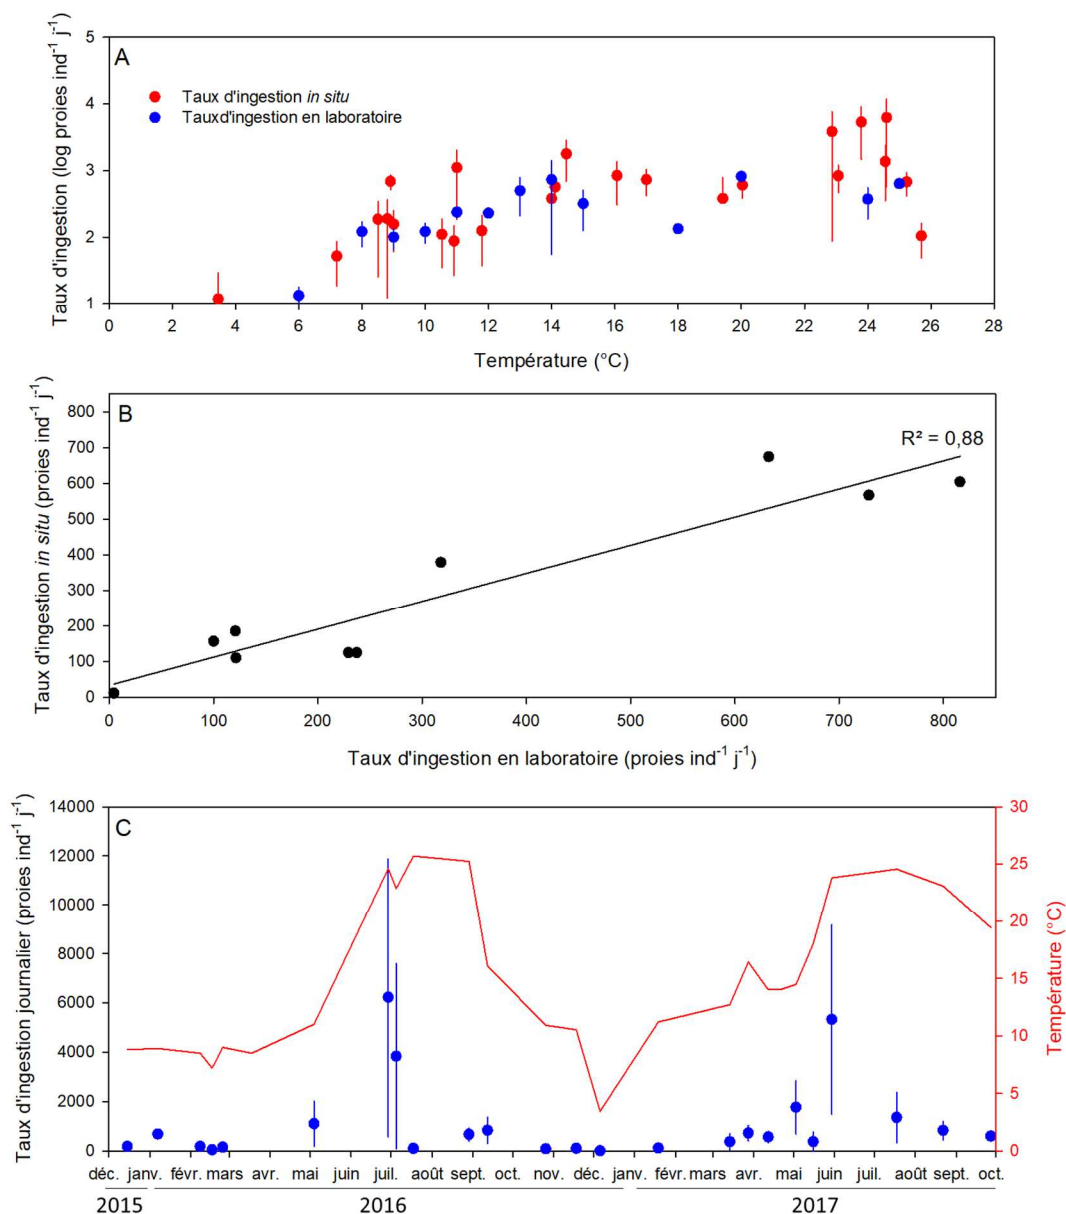 A
Taux d'ingestion in situ
Tauxd'ingestion en laboratoire
Taux d'ingestion (log proies ind⁻¹ j⁻¹)
5
4
3
2
1
0 2 4 6 8 10 12 14 16 18 20 22 24 26 28
Température (°C)
B
R² = 0,88
Taux d'ingestion in situ (proies ind⁻¹ j⁻¹)
800
700
600
500
400
300
200
100
0
0 100 200 300 400 500 600 700 800
Taux d'ingestion en laboratoire (proies ind⁻¹ j⁻¹)
C
Taux d'ingestion journalier (proies ind⁻¹ j⁻¹)
14000
12000
10000
8000
6000
4000
2000
0
30
25
20
15
10
5
0
Température (°C)
déc. janv. févr. mars avr. mai juin juil. août sept. oct. nov. déc. janv. févr. mars avr. mai juin juil. août sept. oct.
2015 2016 2017